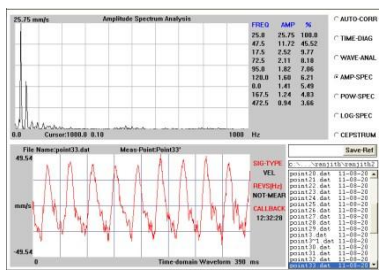 25.75 mm/s
Amplitude Spectrum Analysis
FREQ AMP %
25.0 25.75 100.0
47.5 11.72 45.52
17.5 2.52 9.77
72.5 2.11 8.18
95.0 1.82 7.06
120.0 1.60 6.21
0.0 1.41 5.49
167.5 1.24 4.83
472.5 0.94 3.66
0.0 Cursor:1000.0 0.10 1000 Hz
AUTO-CORR
TIME-DIAG
WAVE-ANAL
AMP-SPEC
POW-SPEC
LOG-SPEC
CEPSTRUM
File Name:point33.dat Meas-Point:Point33'
49.54
mm/s
-49.54
0 Time-domain Waveform 390 ms
SIG-TYPE
VEL
REVS(Hz)
NOT-MEAR
CALLBACK
12:32:28
Save-Ref
point20.dat 11-08-20
point21.dat 11-08-20
point22.dat 11-08-20
point23.dat 11-08-20
point24.dat 11-08-20
point25.dat 11-08-20
point27.dat 11-08-20
point28.dat 11-08-20
point29.dat 11-08-20
point3.dat 11-08-20
point3~1.dat 11-08-20
point30.dat 11-08-20
point31.dat 11-08-20
point32.dat 11-08-20
point33.dat 11-08-20